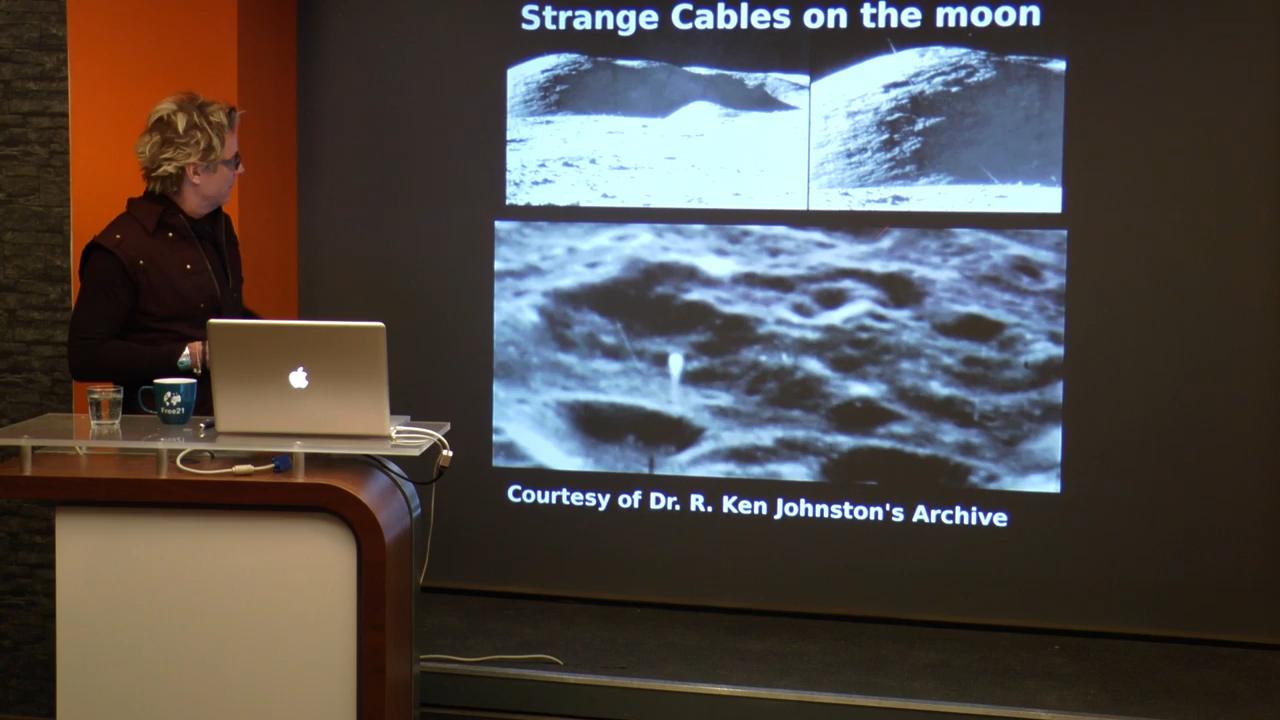 Strange Cables on the moon
Courtesy of Dr. R. Ken Johnston's Archive
Free21